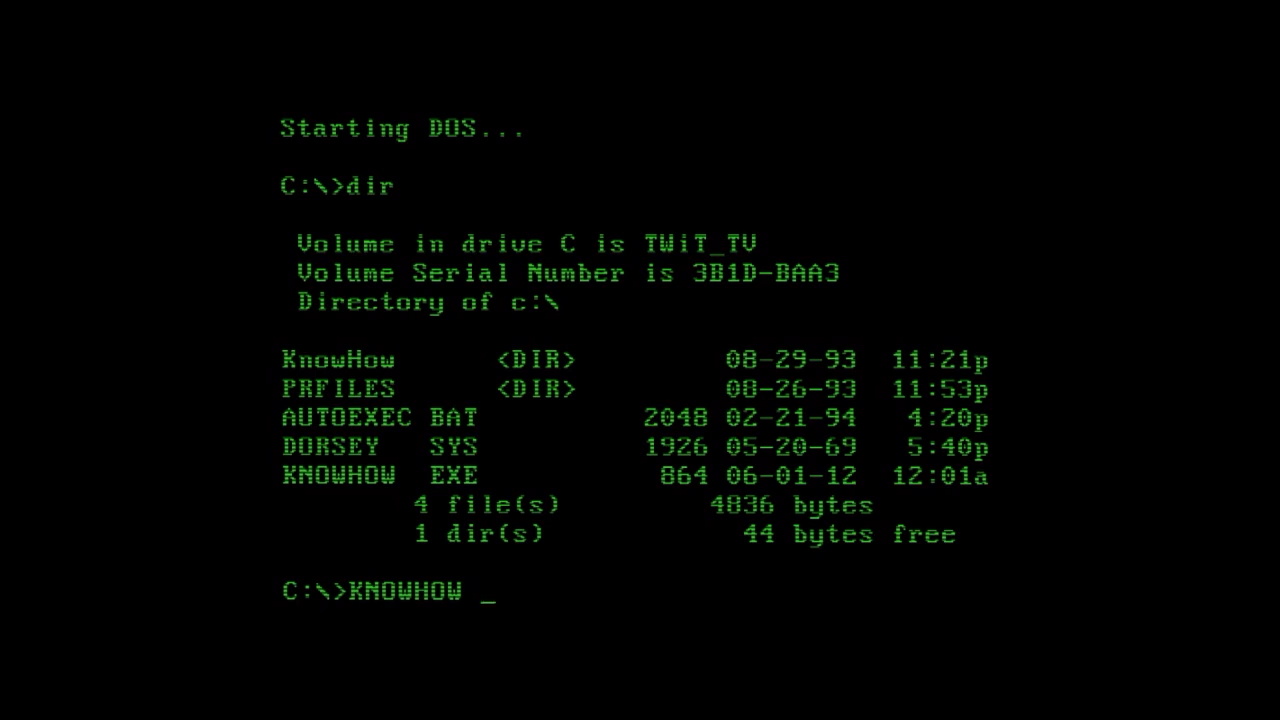 Starting DOS...
C:\>dir
Volume in drive C is TWiT_TV
Volume Serial Number is 3B1D-BAA3
Directory of c:\
KnowHow <DIR> 08-29-93 11:21p
PRFILES <DIR> 08-26-93 11:53p
AUTOEXEC BAT 2048 02-21-94 4:20p
DORSEY SYS 1926 05-20-69 5:40p
KNOWHOW EXE 864 06-01-12 12:01a
4 file(s) 4836 bytes
1 dir(s) 44 bytes free
C:\>KNOWHOW _